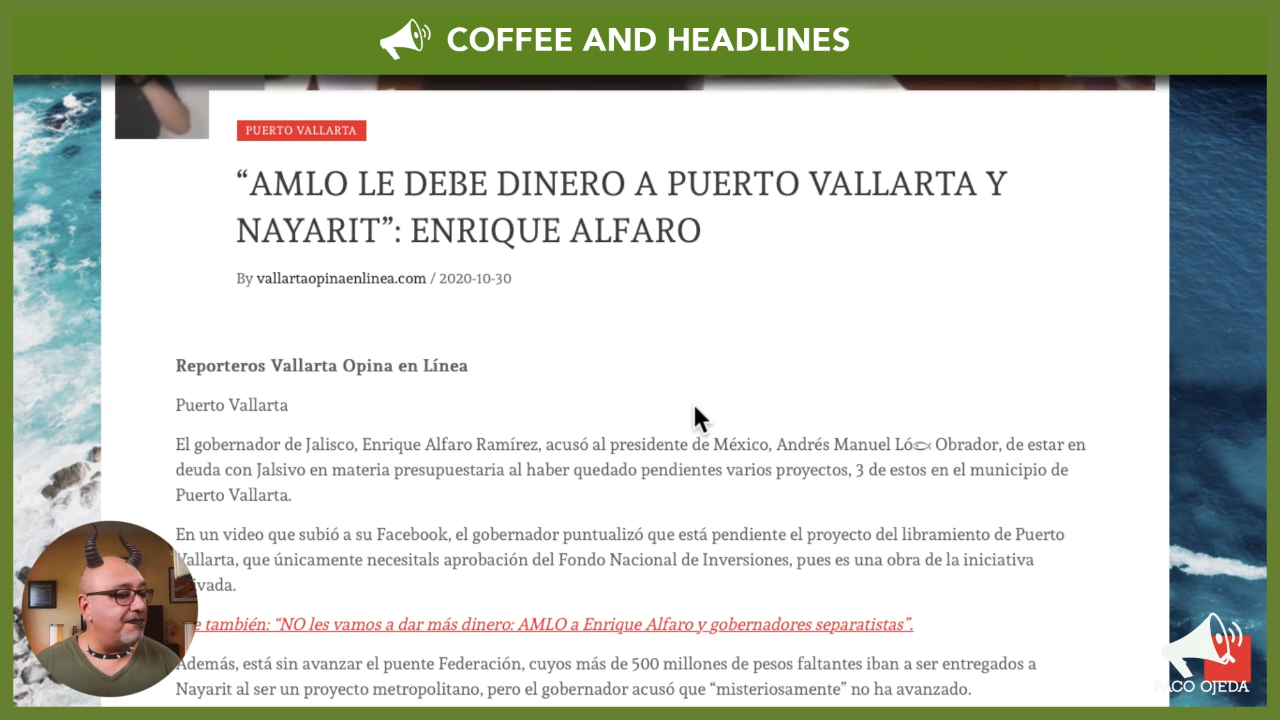 COFFEE AND HEADLINES
PUERTO VALLARTA
“AMLO LE DEBE DINERO A PUERTO VALLARTA Y
NAYARIT”: ENRIQUE ALFARO
By vallartaopinaenlinea.com / 2020-10-30
Reporteros Vallarta Opina en Línea
Puerto Vallarta
El gobernador de Jalisco, Enrique Alfaro Ramírez, acusó al presidente de México, Andrés Manuel Ló Obrador, de estar en
deuda con Jalsivo en materia presupuestaria al haber quedado pendientes varios proyectos, 3 de estos en el municipio de
Puerto Vallarta.
En un video que subió a su Facebook, el gobernador puntualizó que está pendiente el proyecto del libramiento de Puerto
Vallarta, que únicamente necesitals aprobación del Fondo Nacional de Inversiones, pues es una obra de la iniciativa
ivada.
e también: “NO les vamos a dar más dinero: AMLO a Enrique Alfaro y gobernadores separatistas”.
Además, está sin avanzar el puente Federación, cuyos más de 500 millones de pesos faltantes iban a ser entregados a
Nayarit al ser un proyecto metropolitano, pero el gobernador acusó que “misteriosamente” no ha avanzado.
PACO OJEDA